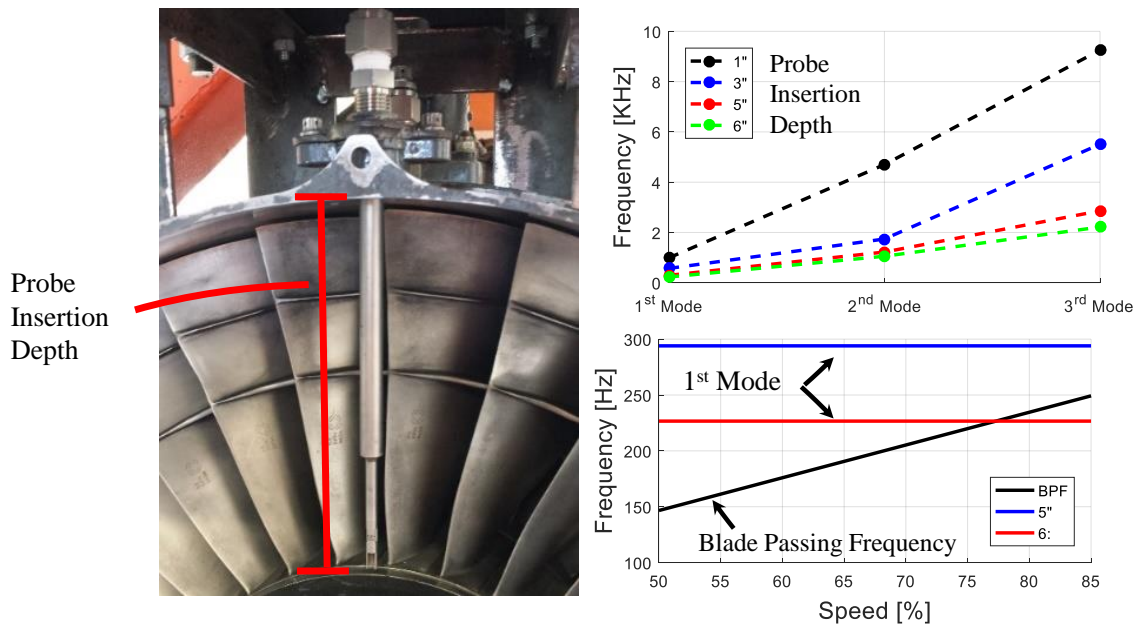 Probe
Insertion
Depth
10
8
6
4
2
0
Frequency [KHz]
1"
3"
5"
6"
Probe
Insertion
Depth
1st Mode
2nd Mode
3rd Mode
300
250
200
150
100
Frequency [Hz]
1st Mode
Blade Passing Frequency
BPF
5"
6:
50
55
60
65
70
75
80
85
Speed [%]